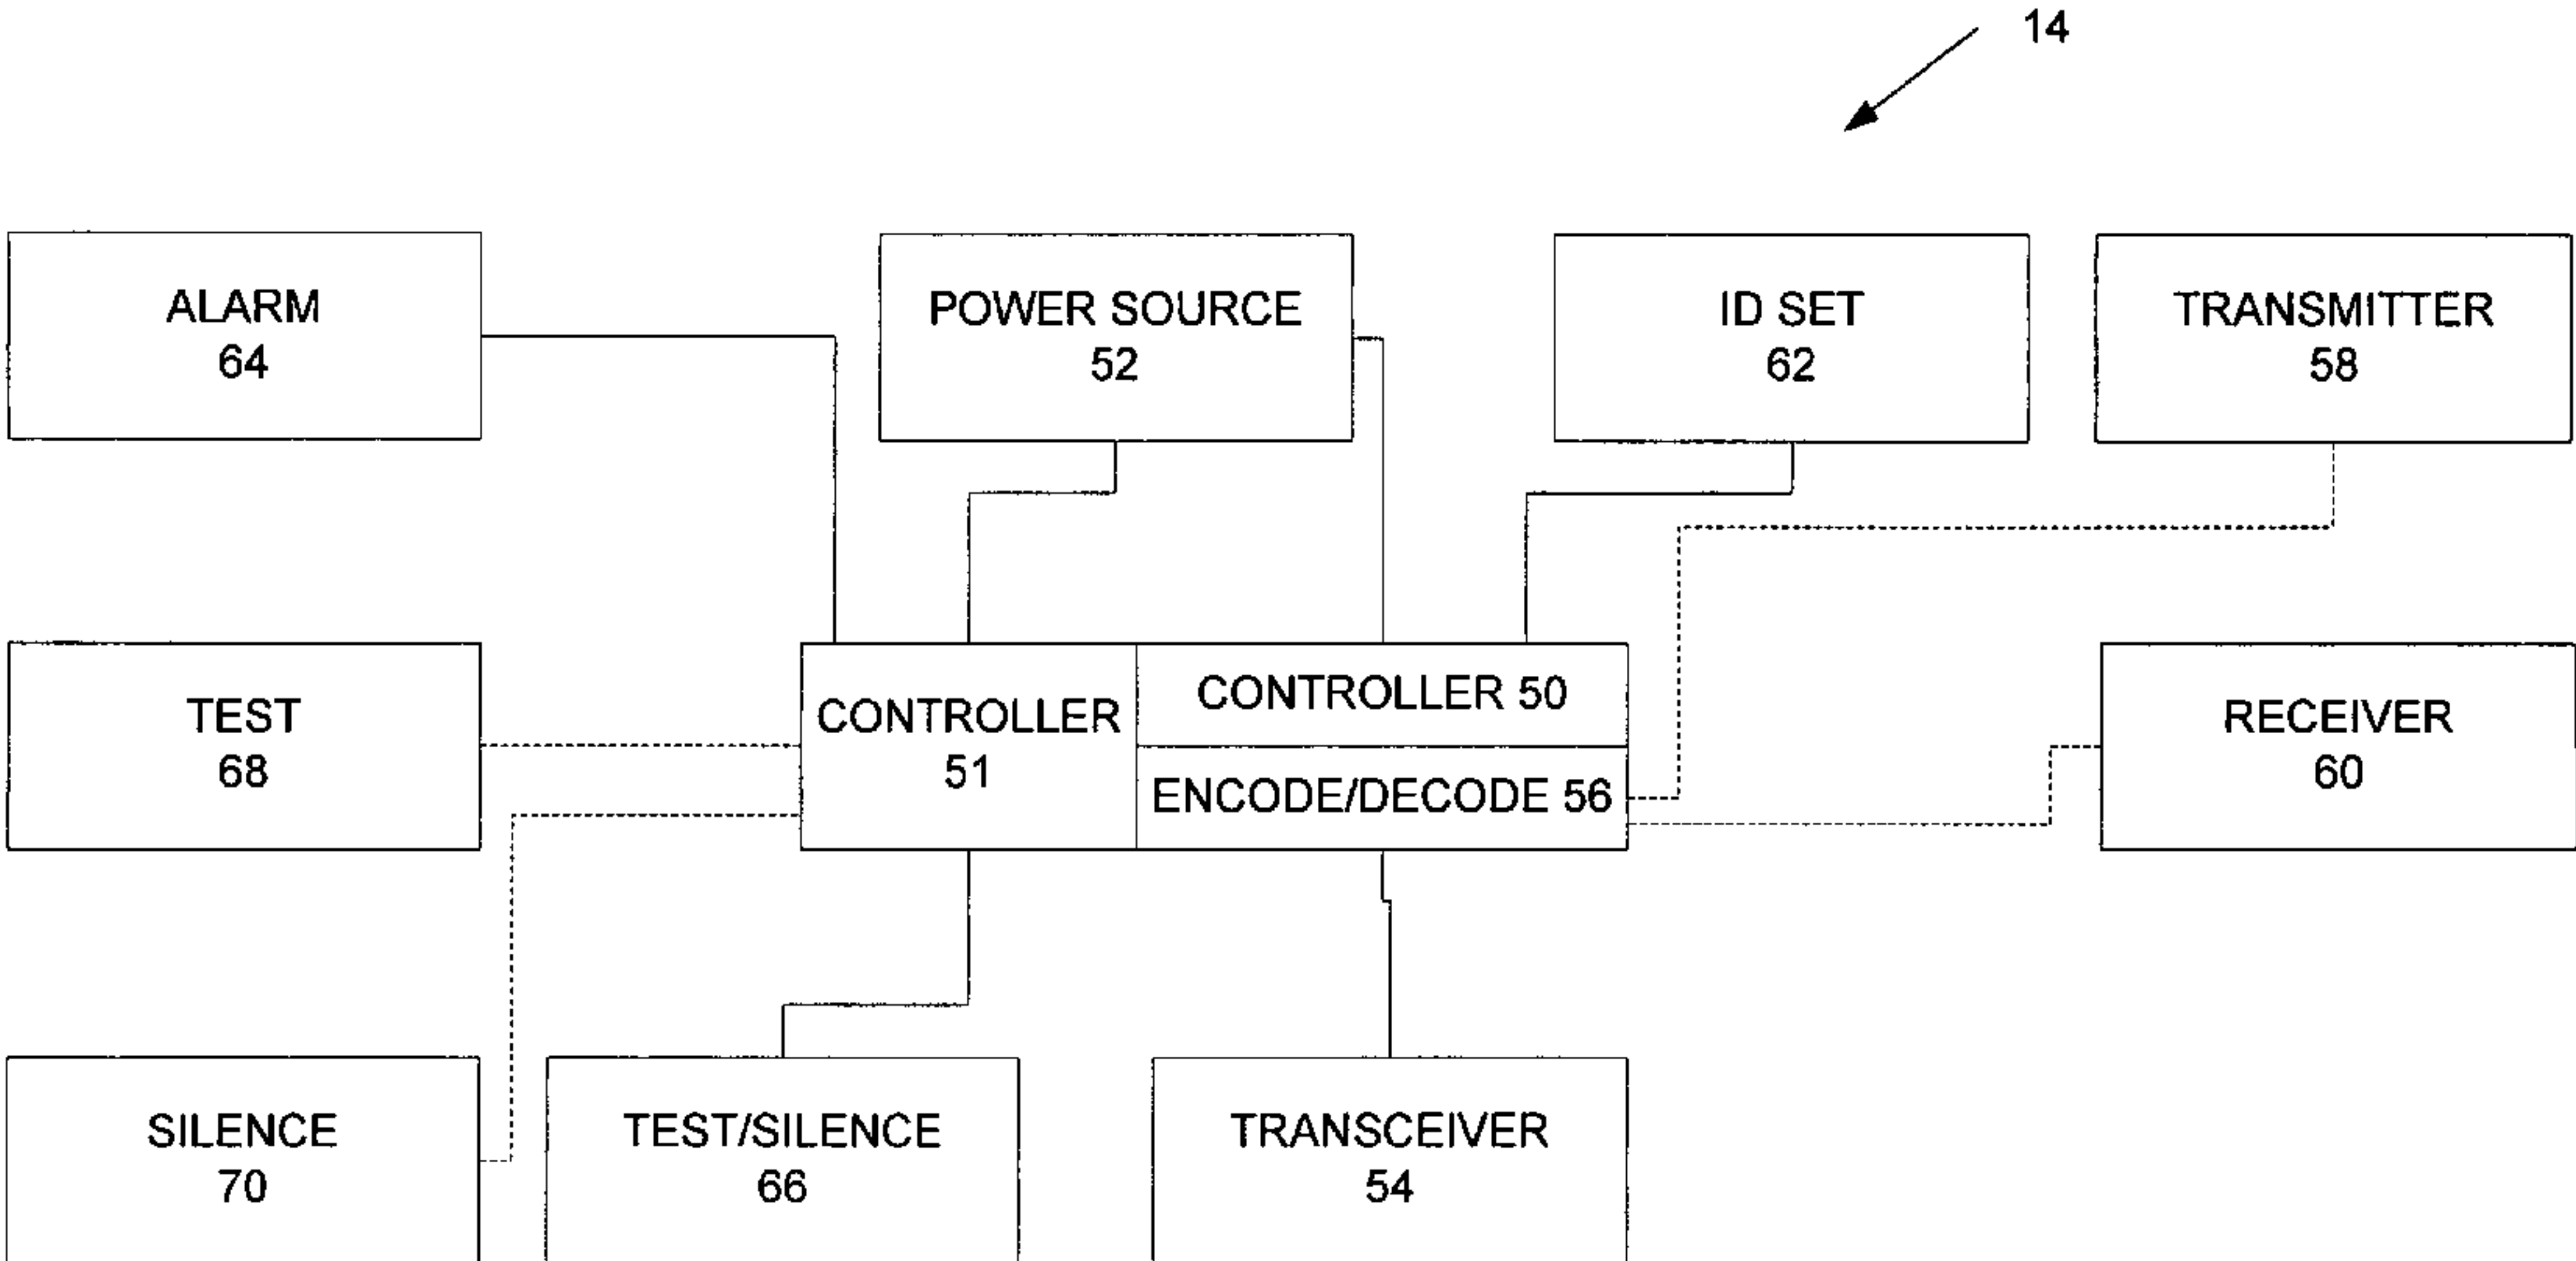 14
ALARM
64
POWER SOURCE
52
ID SET
62
TRANSMITTER
58
TEST
68
CONTROLLER
51
CONTROLLER 50
ENCODE/DECODE 56
RECEIVER
60
SILENCE
70
TEST/SILENCE
66
TRANSCEIVER
54